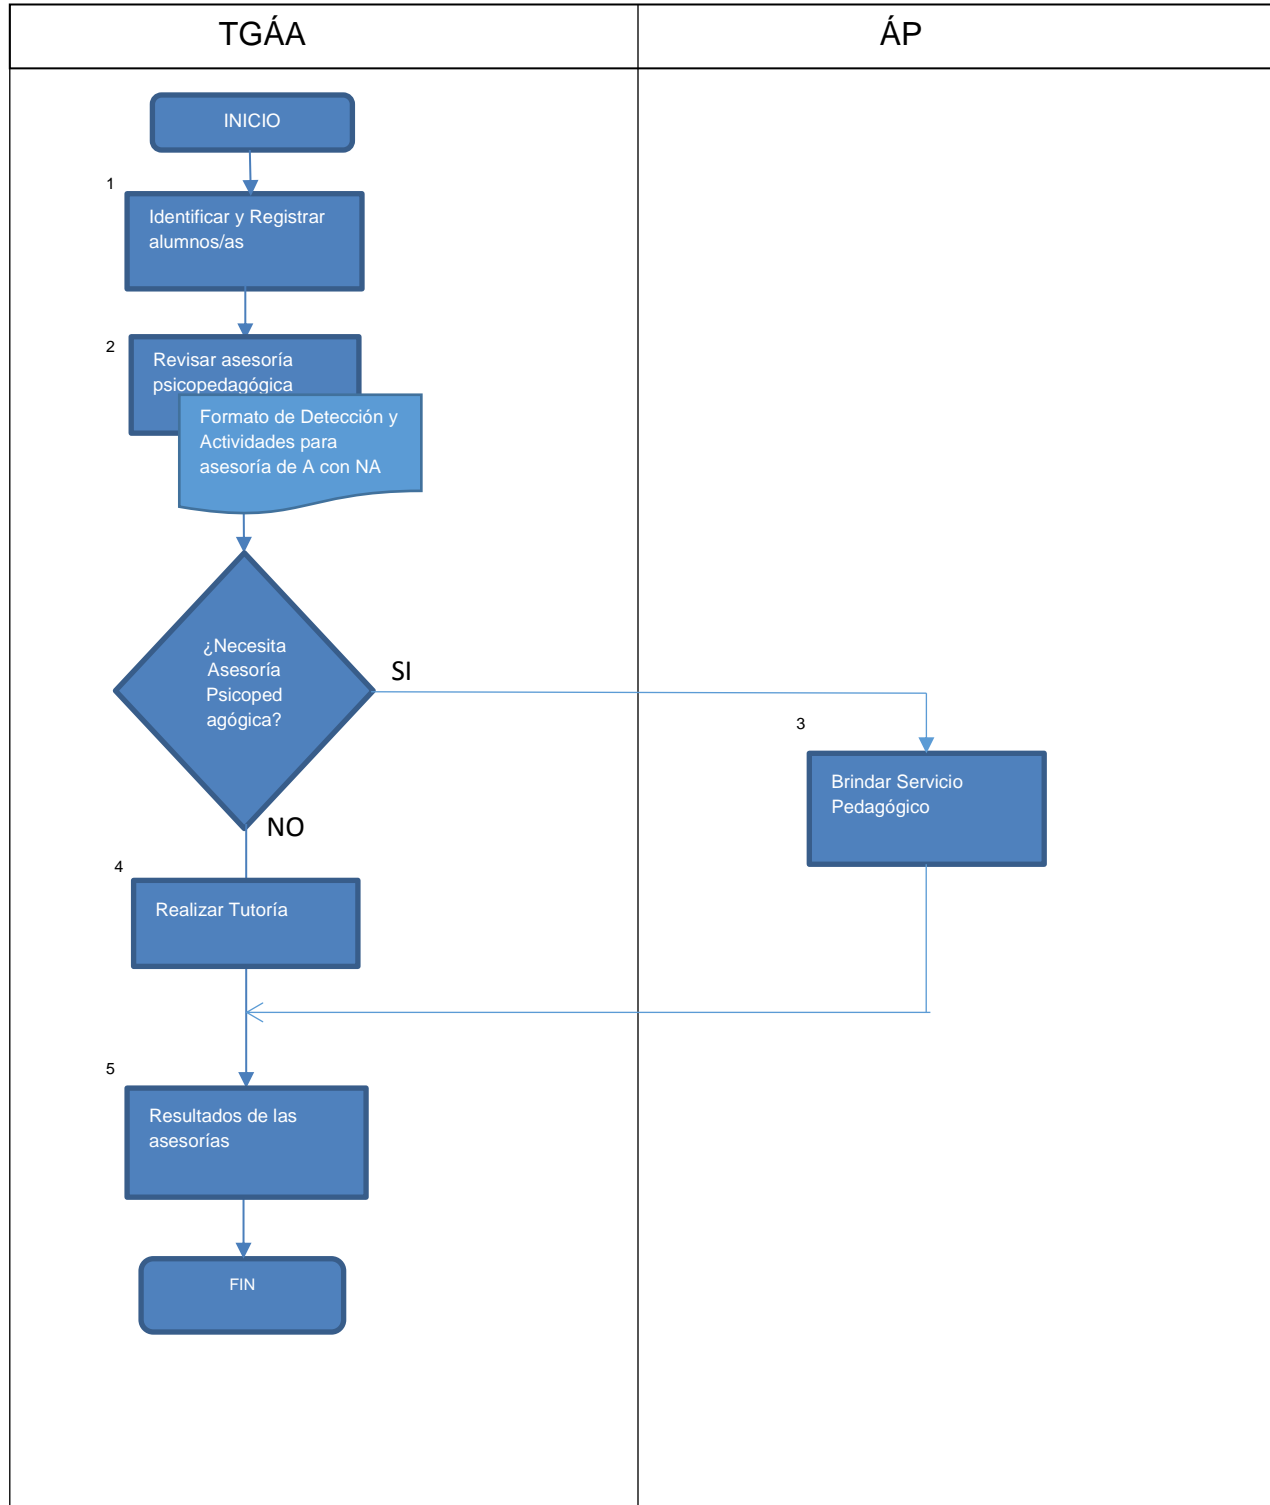 TGÁA
ÁP
INICIO
1
Identificar y Registrar
alumnos/as
2
Revisar asesoría
psicopedagógica
Formato de Detección y
Actividades para
asesoría de A con NA
¿Necesita
Asesoría
Psicoped
agógica?
SI
3
Brindar Servicio
Pedagógico
NO
4
Realizar Tutoría
5
Resultados de las
asesorías
FIN